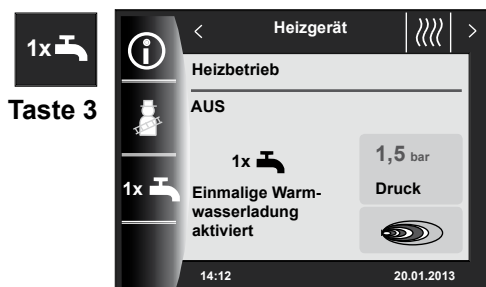 1x
Taste 3
Heizgerät
Heizbetrieb
AUS
1x
1x
Einmalige Warm-
wasserladung
aktiviert
1,5 bar
Druck
14:12
20.01.2013